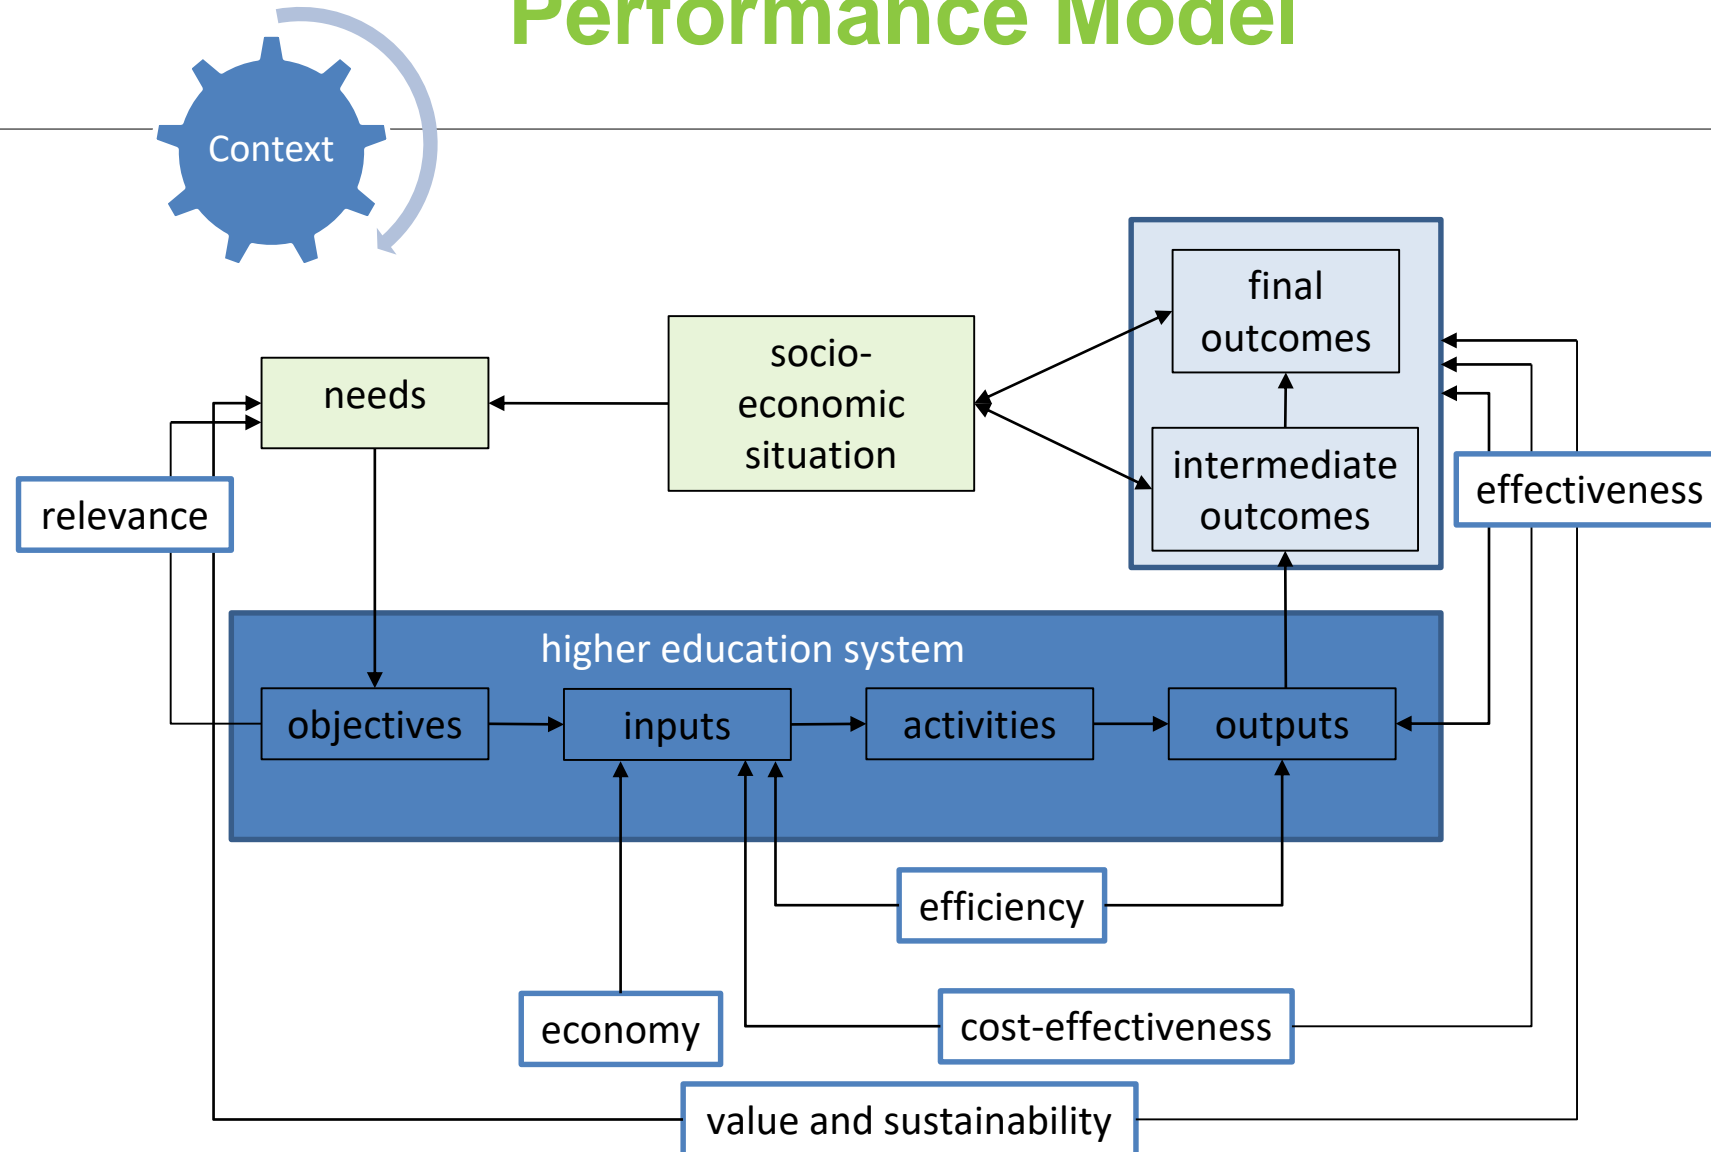 Performance Model
Context
final
outcomes
socio-
economic
situation
needs
intermediate
outcomes
effectiveness
relevance
higher education system
objectives
inputs
activities
outputs
efficiency
economy
cost-effectiveness
value and sustainability